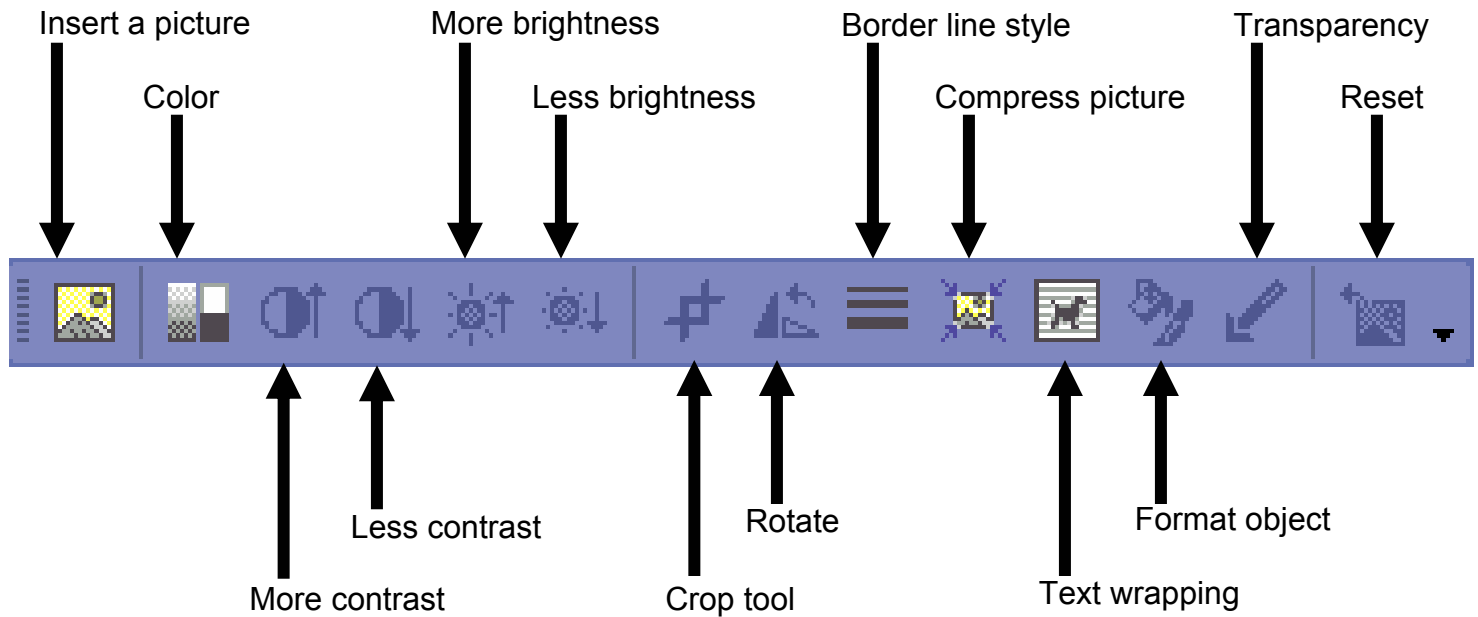 Insert a picture
More brightness
Border line style
Transparency
Color
Less brightness
Compress picture
Reset
Less contrast
Rotate
Format object
More contrast
Crop tool
Text wrapping